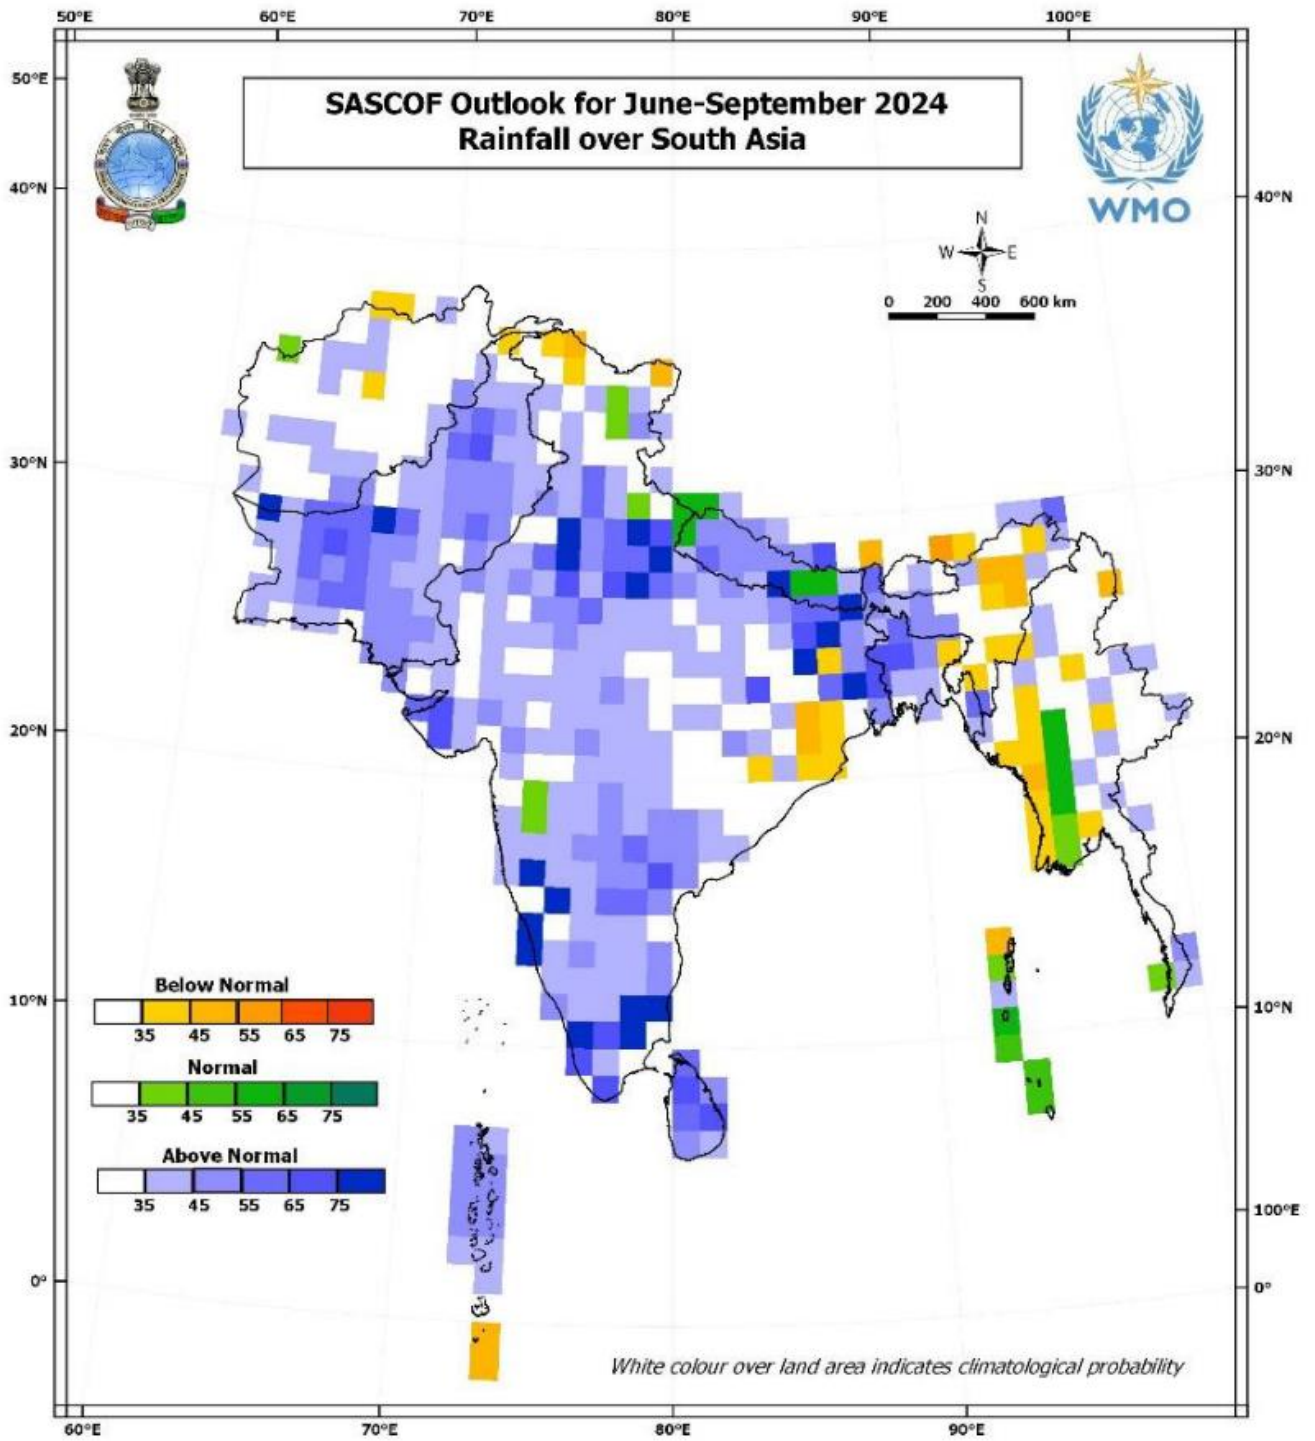 50°E 60°E 70°E 80°E 90°E 100°E
50°E
SASCOF Outlook for June-September 2024
Rainfall over South Asia
WMO
40°N 40°N
N
W E
S
0 200 400 600 km
30°N 30°N
20°N 20°N
Below Normal
10°N 10°N
35 45 55 65 75
Normal
35 45 55 65 75
Above Normal
35 45 55 65 75
100°E
0° 0°
White colour over land area indicates climatological probability
60°E 70°E 80°E 90°E